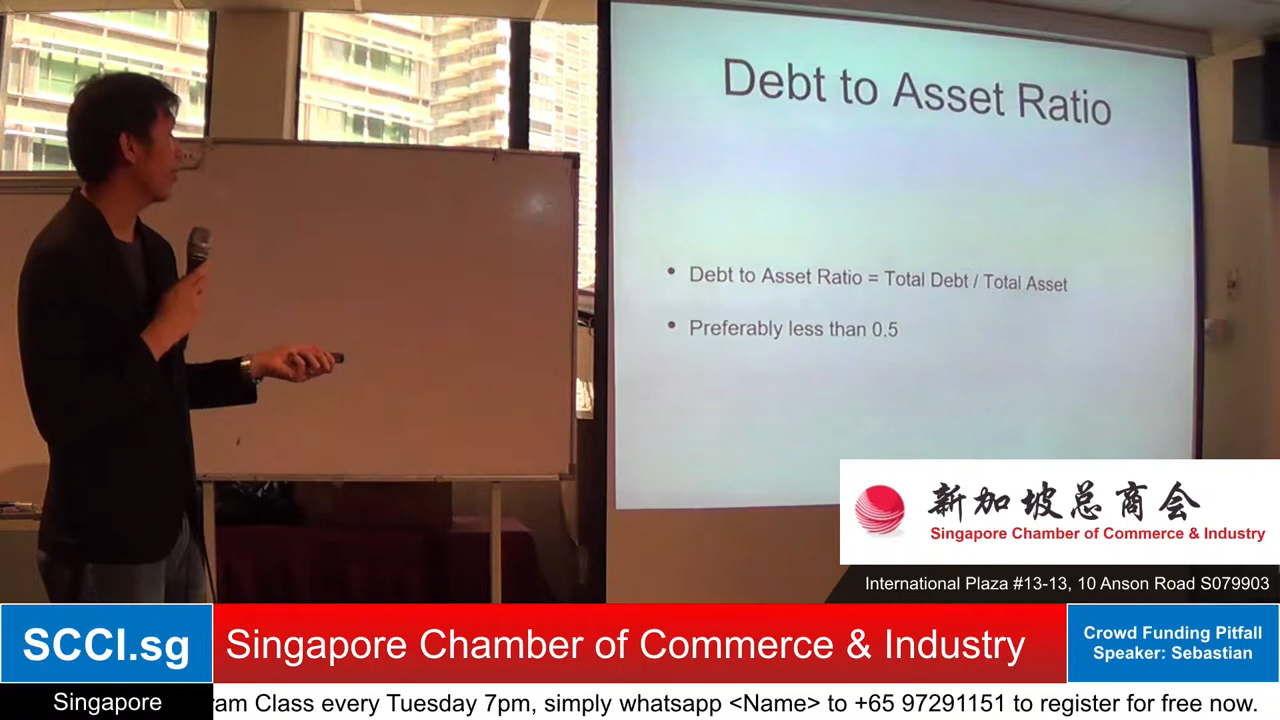 Debt to Asset Ratio
• Debt to Asset Ratio = Total Debt / Total Asset
• Preferably less than 0.5
新加坡总商会
Singapore Chamber of Commerce & Industry
International Plaza #13-13, 10 Anson Road S079903
SCCI.sg
Singapore Chamber of Commerce & Industry
Crowd Funding Pitfall
Speaker: Sebastian
Singapore
ram Class every Tuesday 7pm, simply whatsapp <Name> to +65 97291151 to register for free now.